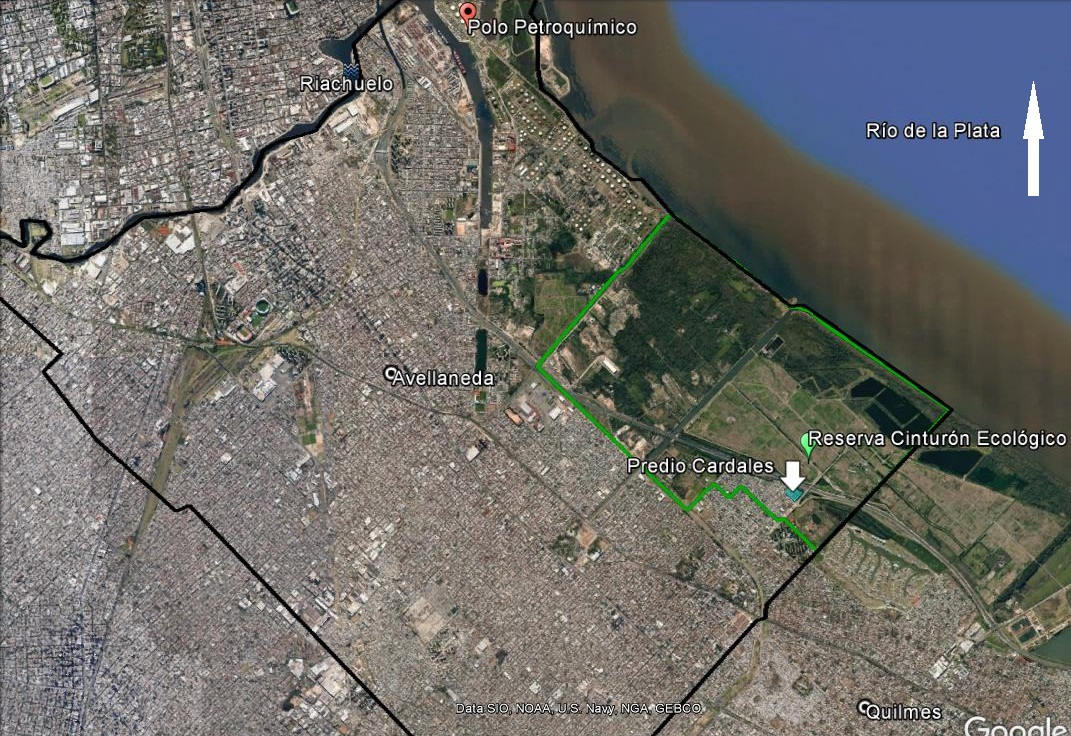 Polo Petroquímico
Riachuelo
Río de la Plata
Avellaneda
Reserva Cinturón Ecológico
Predio Cardales
Data SIO, NOAA, U.S. Navy, NGA, GEBCO
Quilmes
Google